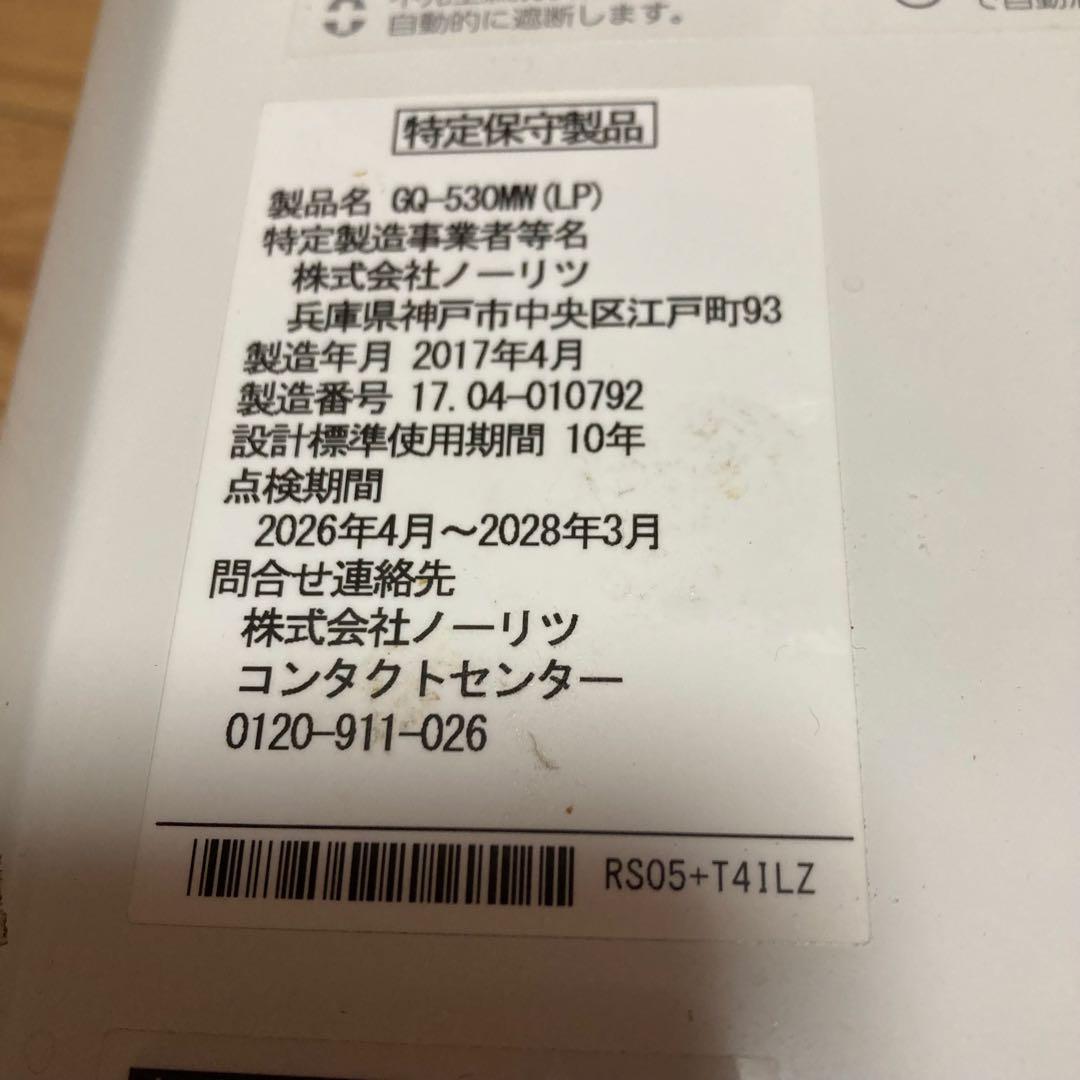 自動的に遮断します。
で自動
特定保守製品
製品名 GQ-530MW(LP)
特定製造事業者等名
株式会社ノーリツ
兵庫県神戸市中央区江戸町93
製造年月 2017年4月
製造番号 17.04-010792
設計標準使用期間 10年
点検期間
2026年4月～2028年3月
問合せ連絡先
株式会社ノーリツ
コンタクトセンター
0120-911-026
RS05+T4ILZ